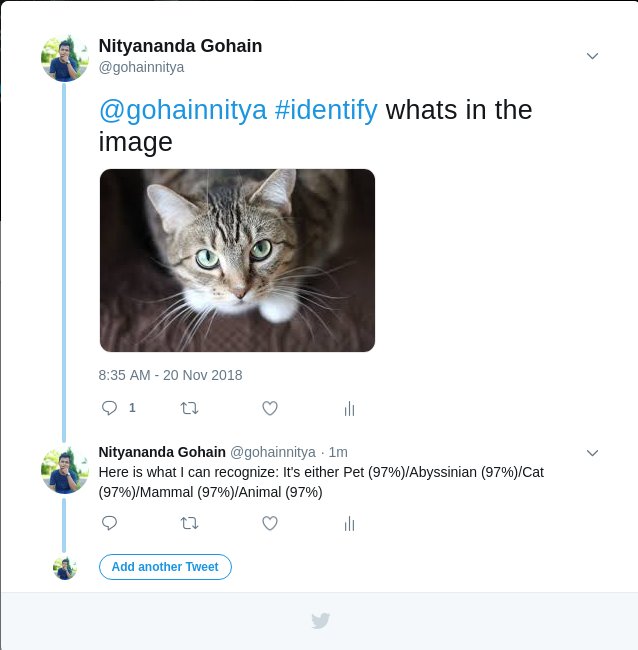 Nityananda Gohain
@gohainnitya
@gohainnitya #identify whats in the
image
8:35 AM - 20 Nov 2018
1
Nityananda Gohain @gohainnitya · 1m
Here is what I can recognize: It's either Pet (97%)/Abyssinian (97%)/Cat
(97%)/Mammal (97%)/Animal (97%)
Add another Tweet